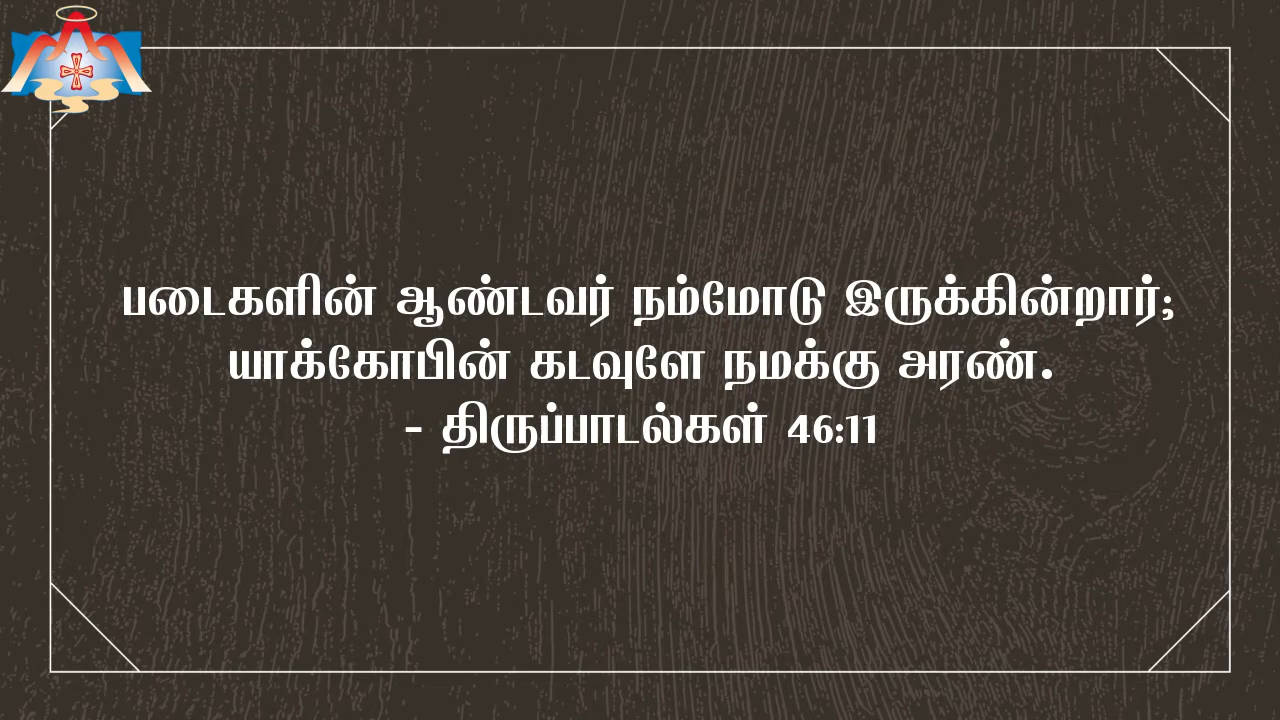 படைகளின் ஆண்டவர் நம்மோடு இருக்கின்றார்;
யாக்கோபின் கடவுளே நமக்கு அரண்.
- திருப்பாடல்கள் 46:11